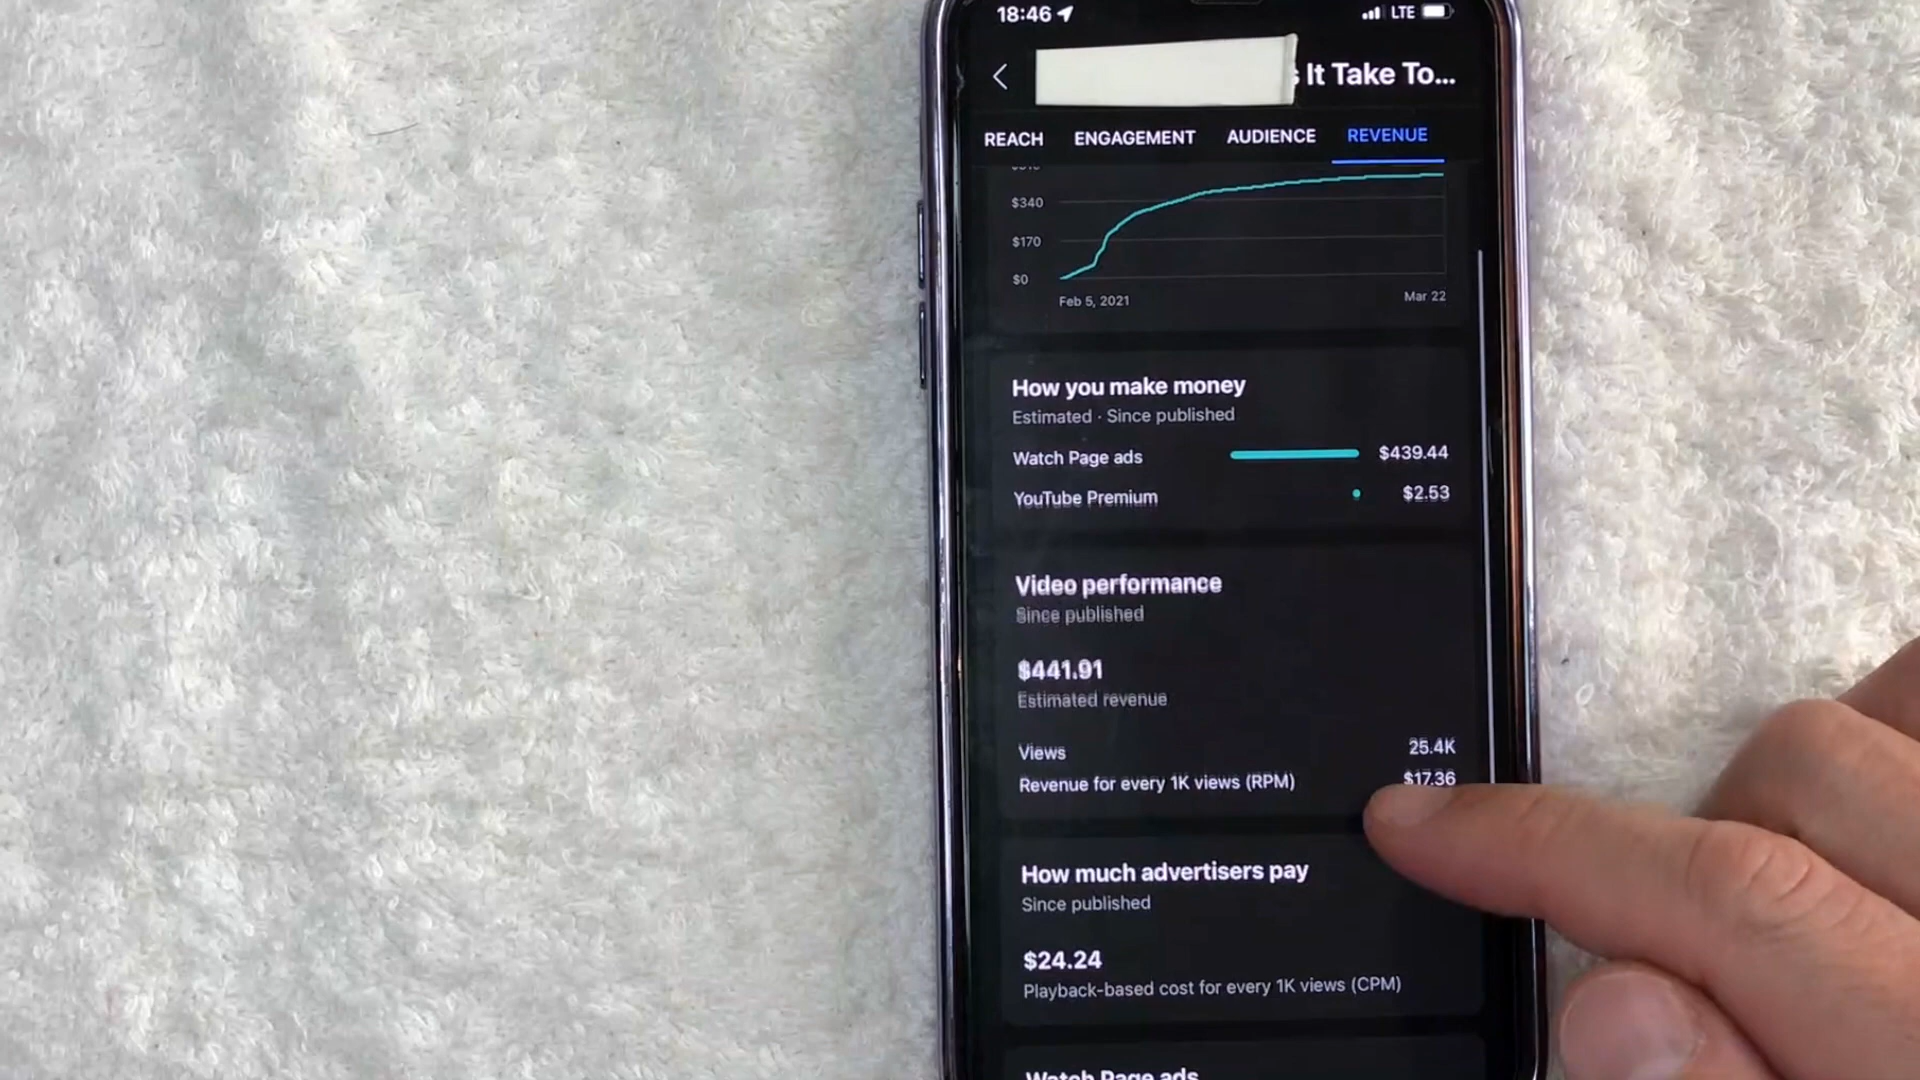 18:46 LTE
It Take To...
REACH ENGAGEMENT AUDIENCE REVENUE
$340
$170
$0
Feb 5, 2021 Mar 22
How you make money
Estimated · Since published
Watch Page ads $439.44
YouTube Premium $2.53
Video performance
Since published
$441.91
Estimated revenue
Views 25.4K
Revenue for every 1K views (RPM) $17.36
How much advertisers pay
Since published
$24.24
Playback-based cost for every 1K views (CPM)
Watch Page ads